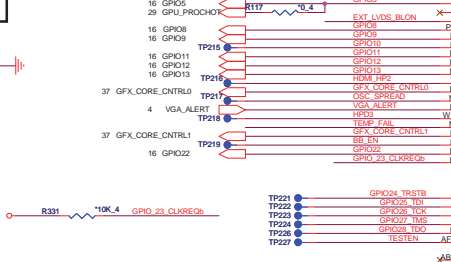 16 GPIO5
29 GPU_PROCHOT R117 *0_4
EXT_LVDS_BLON
16 GPIO8 GPIO8
16 GPIO9 GPIO9
TP215 GPIO10
16 GPIO11 GPIO11
16 GPIO12 GPIO12
16 GPIO13 GPIO13
TP216 HDMI_HP2
37 GFX_CORE_CNTRL0 GFX_CORE_CNTRL0
TP217 OSC_SPREAD
4 VGA_ALERT VGA_ALERT
TP218 HPD3 W
TEMP_FAIL
37 GFX_CORE_CNTRL1 GFX_CORE_CNTRL1
TP219 BB_EN
16 GPIO22 GPIO22
GPIO_23_CLKREQb
TP221 GPIO24_TRSTB
TP222 GPIO25_TDI
R331 *10K_4 GPIO_23_CLKREQb
TP223 GPIO26_TCK
TP224 GPIO27_TMS
TP226 GPIO28_TDO
TP227 TESTEN AF
AB